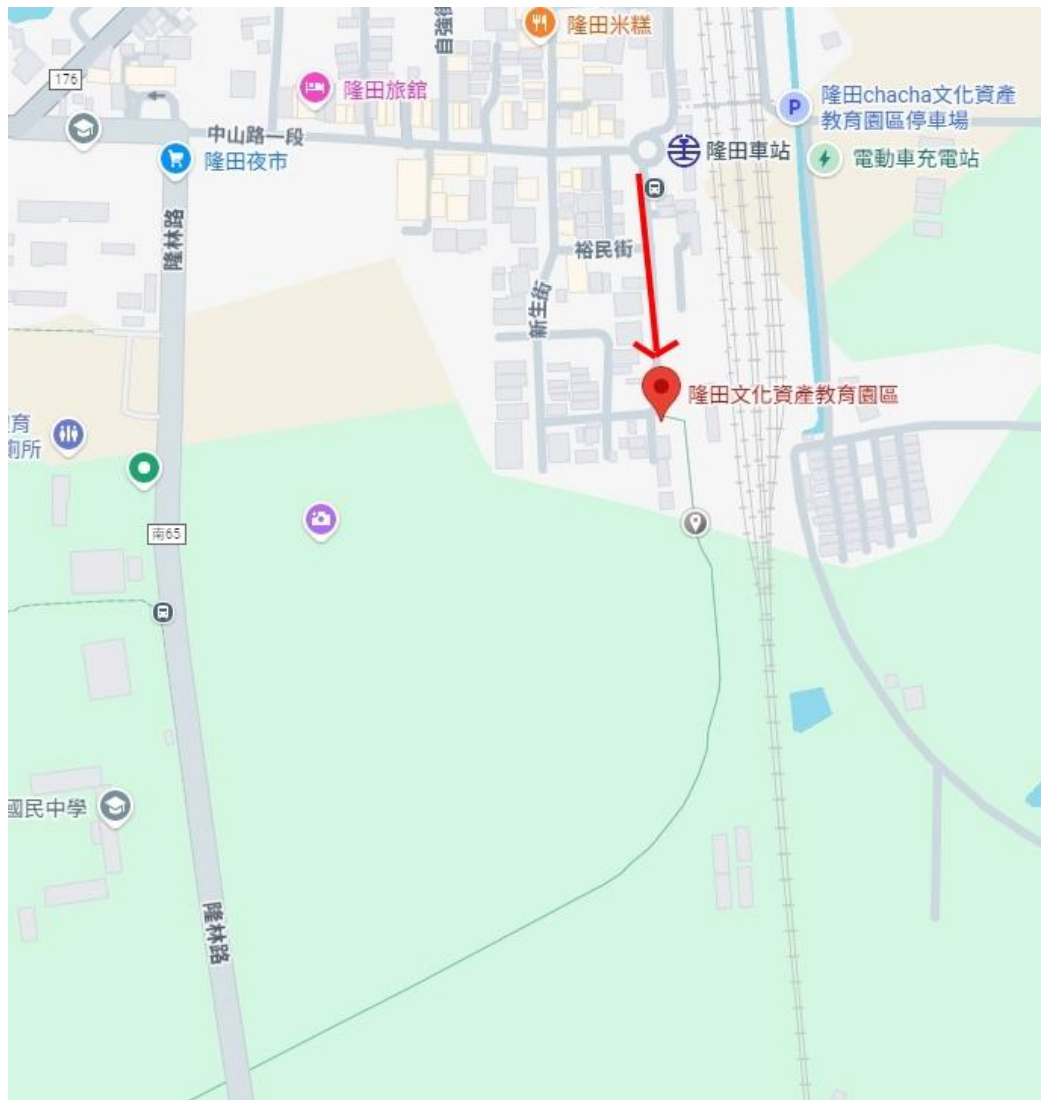 自強街
隆田米糕
176
隆田旅館
隆田chacha文化資產
教育園區停車場
P
中山路一段
隆田夜市
隆田車站
電動車充電站
隆林路
裕民街
新生街
隆田文化資產教育園區
育
廁所
南65
國民中學
隆林路